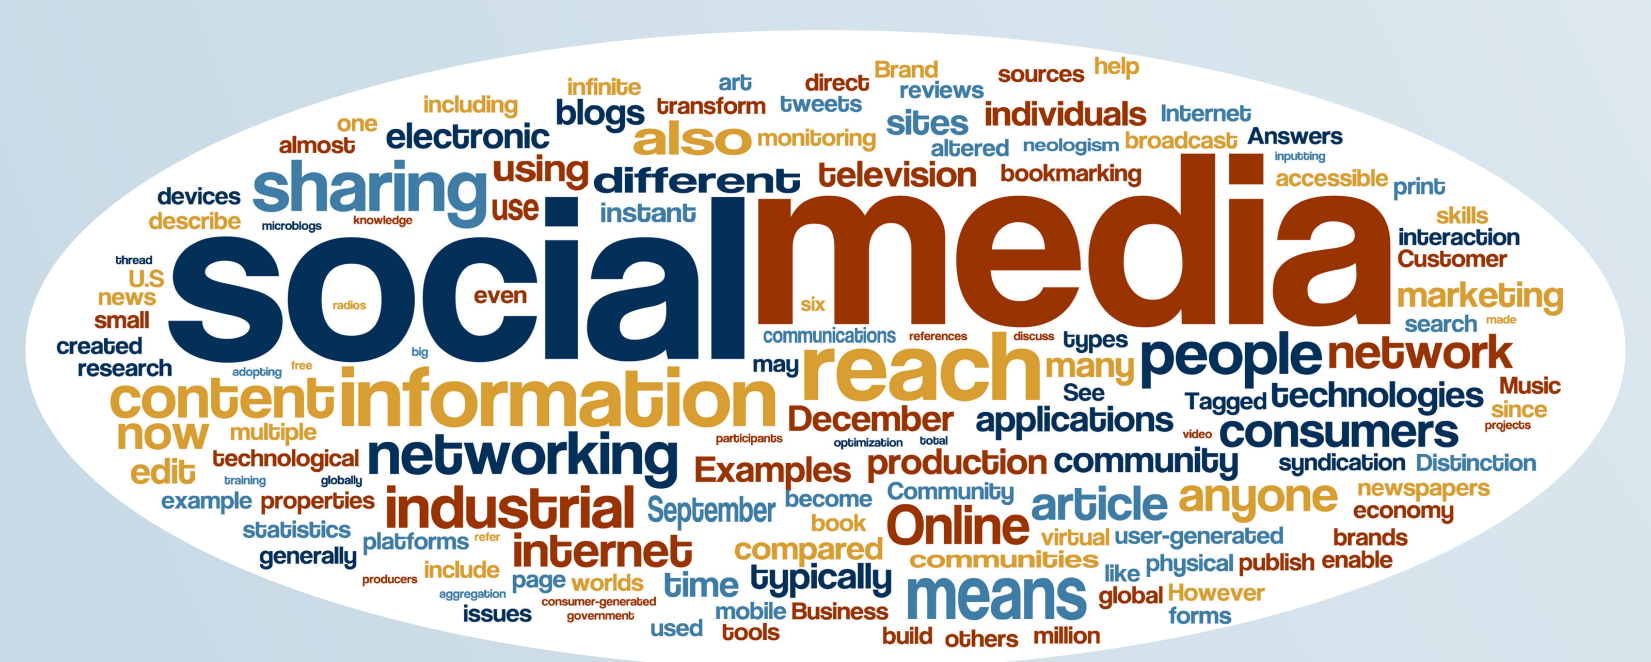 help
Brand
sources
infinite
art
direct
reviews
including
blogs
transform
tweets
sites
individuals
Internet
one
electronic
also
monitoring
altered
neologism
broadcast
Answers
almost
inputting
sharing
using
different
television
bookmarking
accessible
print
devices
use
instant
skills
describe
microblogs
knowledge
interaction
social
media
thread
Customer
U.S
news
radios
even
six
marketing
small
communications
references
discuss
types
search
made
created
big
may
reach
many
people
network
research
adopting
free
content
information
See
Tagged
technologies
Music
December
applications
since
now
multiple
participants
optimization
total
video
consumers
projects
edit
technological
networking
Examples
production
community
syndication
Distinction
training
globally
example
properties
industrial
September
become
Community
article
anyone
newspapers
economy
statistics
platforms
refer
internet
book
Online
virtual
user-generated
brands
generally
compared
communities
physical
publish
enable
producers
include
page
worlds
time
typically
means
like
global
However
aggregation
issues
consumer-generated
government
mobile
Business
forms
used
tools
build
others
million